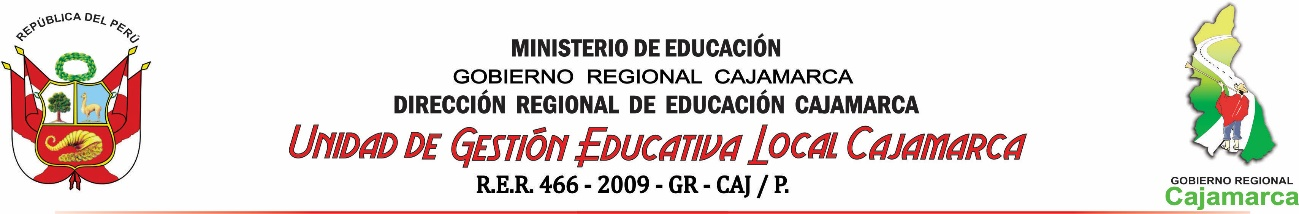 REPÚBLICA DEL PERÚ
MINISTERIO DE EDUCACIÓN
GOBIERNO REGIONAL CAJAMARCA
DIRECCIÓN REGIONAL DE EDUCACIÓN CAJAMARCA
UNIDAD DE GESTIÓN EDUCATIVA LOCAL CAJAMARCA
R.E.R. 466 - 2009 - GR - CAJ / P.
GOBIERNO REGIONAL
Cajamarca